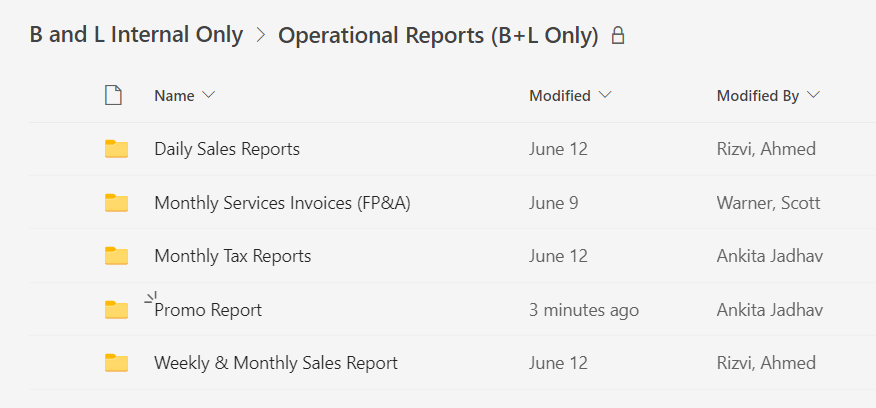 B and L Internal Only > Operational Reports (B+L Only)
Name Modified Modified By
Daily Sales Reports June 12 Rizvi, Ahmed
Monthly Services Invoices (FP&A) June 9 Warner, Scott
Monthly Tax Reports June 12 Ankita Jadhav
Promo Report 3 minutes ago Ankita Jadhav
Weekly & Monthly Sales Report June 12 Rizvi, Ahmed